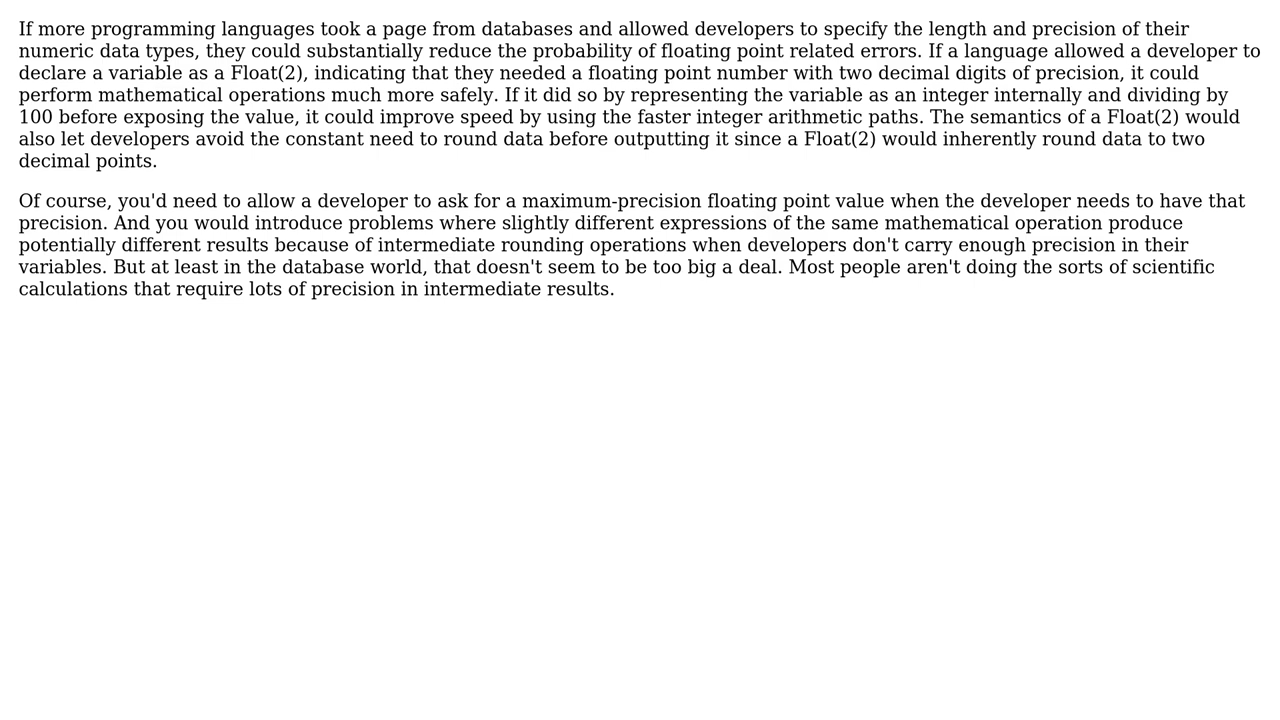 If more programming languages took a page from databases and allowed developers to specify the length and precision of their
numeric data types, they could substantially reduce the probability of floating point related errors. If a language allowed a developer to
declare a variable as a Float(2), indicating that they needed a floating point number with two decimal digits of precision, it could
perform mathematical operations much more safely. If it did so by representing the variable as an integer internally and dividing by
100 before exposing the value, it could improve speed by using the faster integer arithmetic paths. The semantics of a Float(2) would
also let developers avoid the constant need to round data before outputting it since a Float(2) would inherently round data to two
decimal points.
Of course, you'd need to allow a developer to ask for a maximum-precision floating point value when the developer needs to have that
precision. And you would introduce problems where slightly different expressions of the same mathematical operation produce
potentially different results because of intermediate rounding operations when developers don't carry enough precision in their
variables. But at least in the database world, that doesn't seem to be too big a deal. Most people aren't doing the sorts of scientific
calculations that require lots of precision in intermediate results.